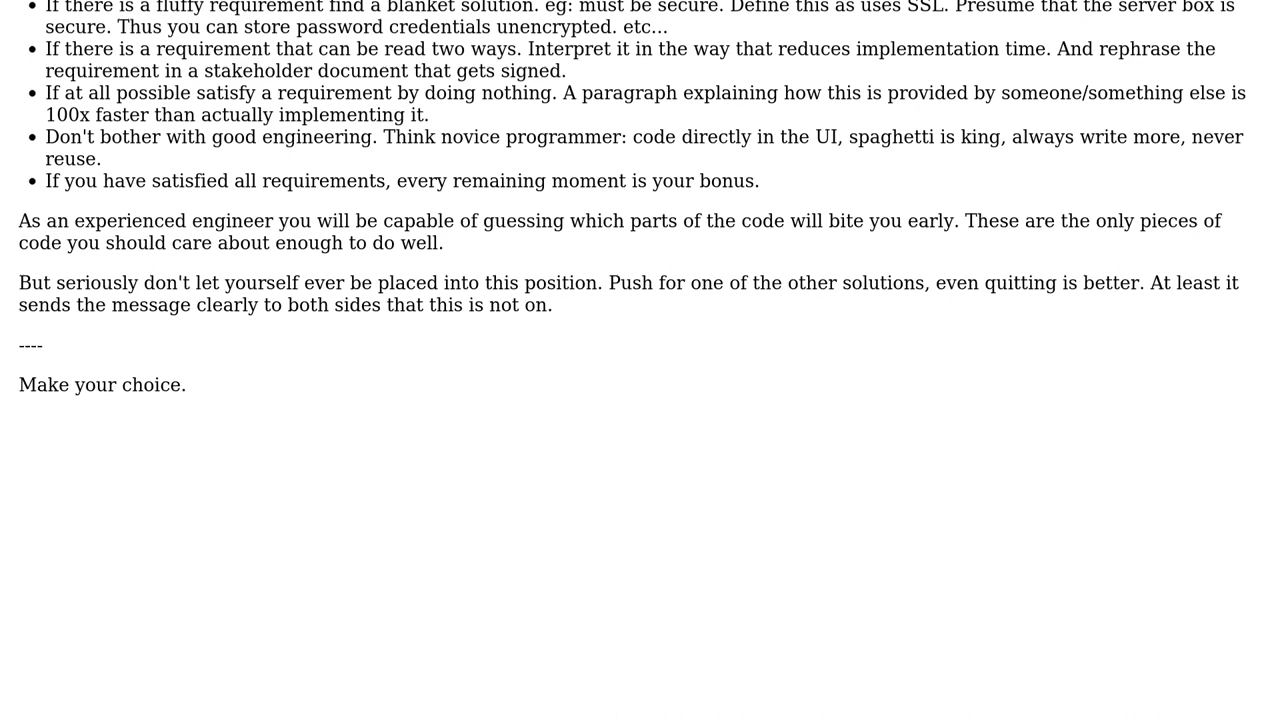 If there is a fluffy requirement find a blanket solution. eg: must be secure. Define this as uses SSL. Presume that the server box is
secure. Thus you can store password credentials unencrypted. etc...
If there is a requirement that can be read two ways. Interpret it in the way that reduces implementation time. And rephrase the
requirement in a stakeholder document that gets signed.
If at all possible satisfy a requirement by doing nothing. A paragraph explaining how this is provided by someone/something else is
100x faster than actually implementing it.
Don't bother with good engineering. Think novice programmer: code directly in the UI, spaghetti is king, always write more, never
reuse.
If you have satisfied all requirements, every remaining moment is your bonus.
As an experienced engineer you will be capable of guessing which parts of the code will bite you early. These are the only pieces of
code you should care about enough to do well.
But seriously don't let yourself ever be placed into this position. Push for one of the other solutions, even quitting is better. At least it
sends the message clearly to both sides that this is not on.
----
Make your choice.